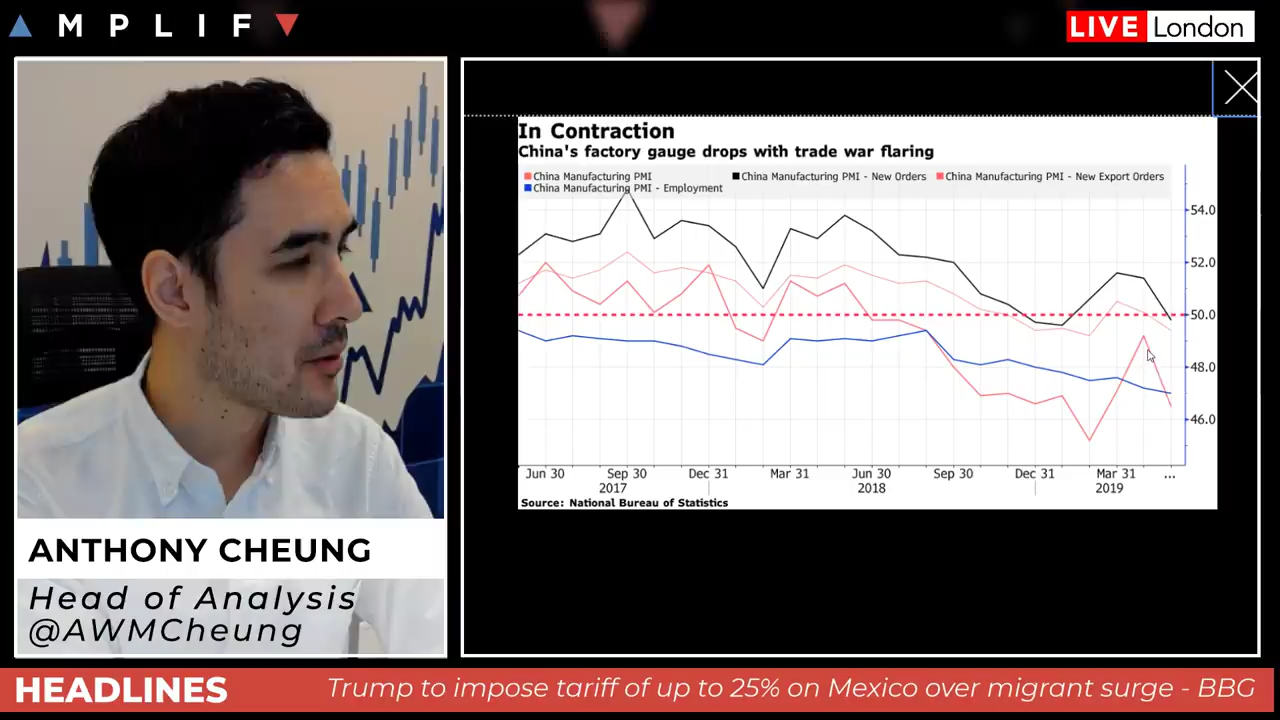 MPLIF
LIVE London
In Contraction
China's factory gauge drops with trade war flaring
China Manufacturing PMI
China Manufacturing PMI - New Orders
China Manufacturing PMI - New Export Orders
China Manufacturing PMI - Employment
54.0
52.0
50.0
48.0
46.0
Jun 30 Sep 30 Dec 31 Mar 31 Jun 30 Sep 30 Dec 31 Mar 31 ...
2017 2018 2019
Source: National Bureau of Statistics
ANTHONY CHEUNG
Head of Analysis
@AWMCheung
HEADLINES
Trump to impose tariff of up to 25% on Mexico over migrant surge - BBG